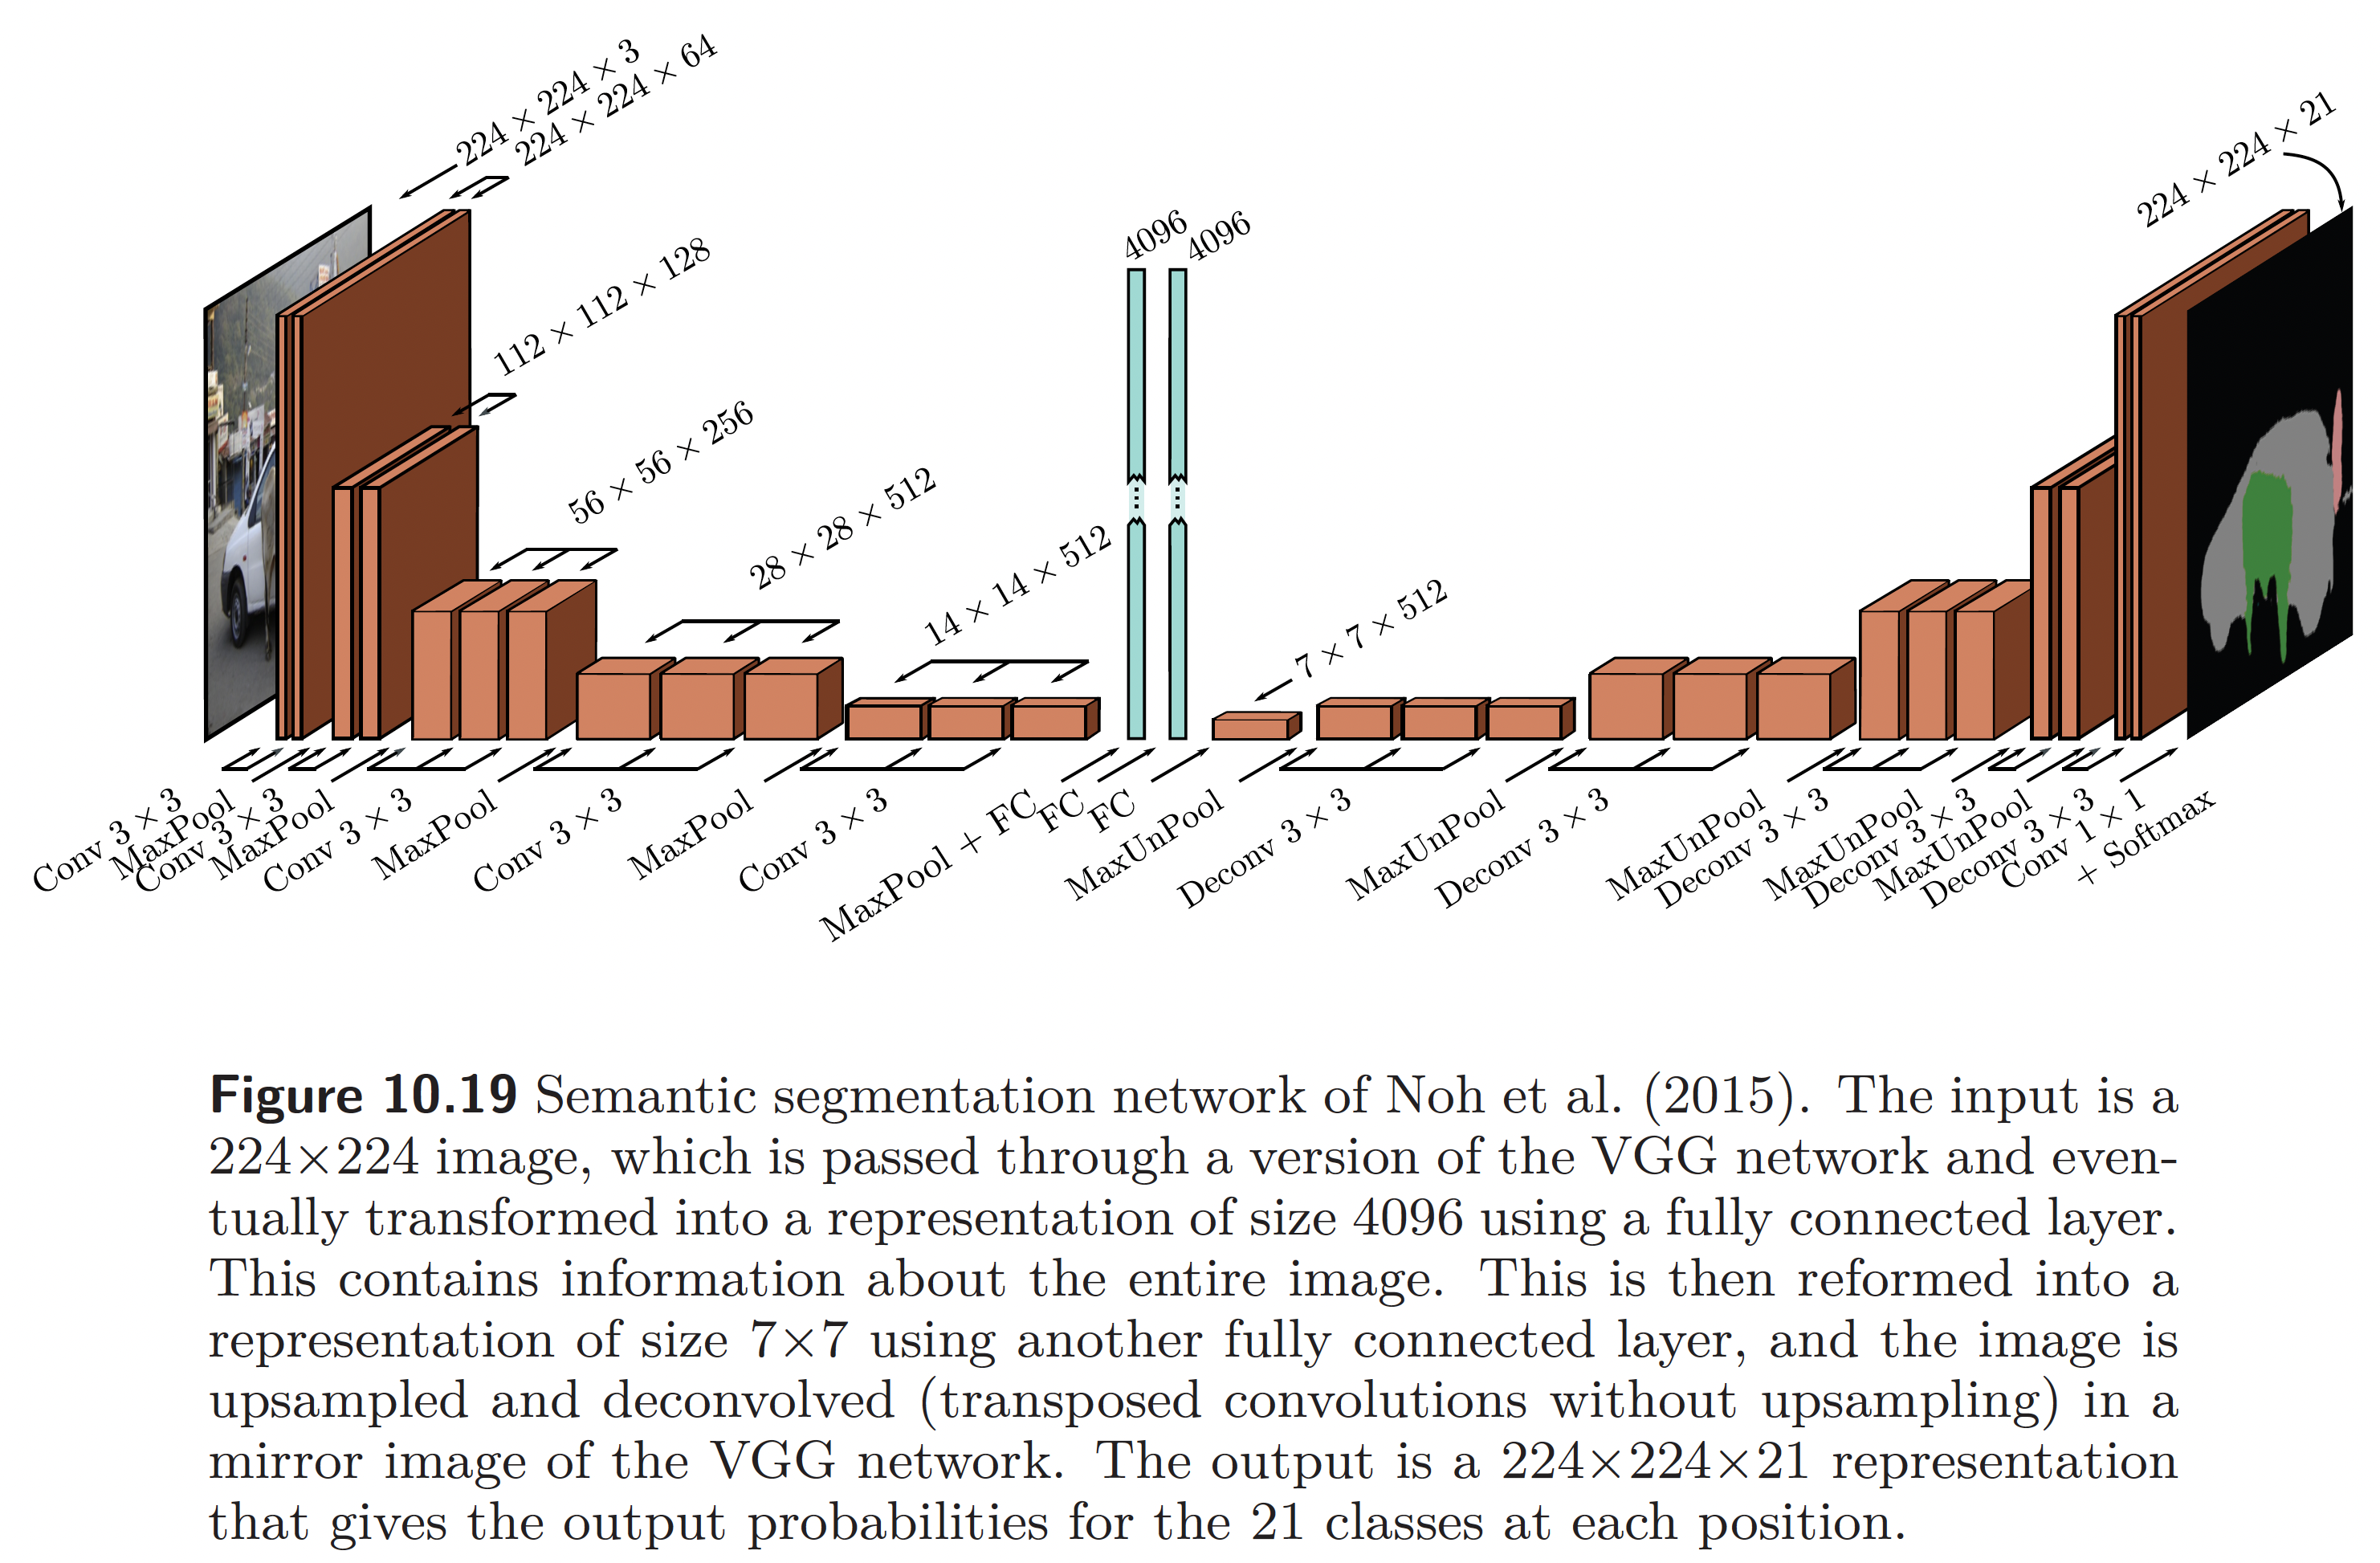 224 × 224 × 3
224 × 224 × 64
112 × 112 × 128
56 × 56 × 256
28 × 28 × 512
14 × 14 × 512
4096
4096
7 × 7 × 512
224 × 224 × 21
Conv 3 × 3
MaxPool
Conv 3 × 3
MaxPool
Conv 3 × 3
MaxPool
Conv 3 × 3
MaxPool
Conv 3 × 3
MaxPool + FC
FC
FC
MaxUnPool
Deconv 3 × 3
MaxUnPool
Deconv 3 × 3
MaxUnPool
Deconv 3 × 3
MaxUnPool
Deconv 3 × 3
MaxUnPool
Deconv 3 × 3
Conv 1 × 1
+ Softmax
Figure 10.19 Semantic segmentation network of Noh et al. (2015). The input is a
224×224 image, which is passed through a version of the VGG network and even-
tually transformed into a representation of size 4096 using a fully connected layer.
This contains information about the entire image. This is then reformed into a
representation of size 7×7 using another fully connected layer, and the image is
upsampled and deconvolved (transposed convolutions without upsampling) in a
mirror image of the VGG network. The output is a 224×224×21 representation
that gives the output probabilities for the 21 classes at each position.